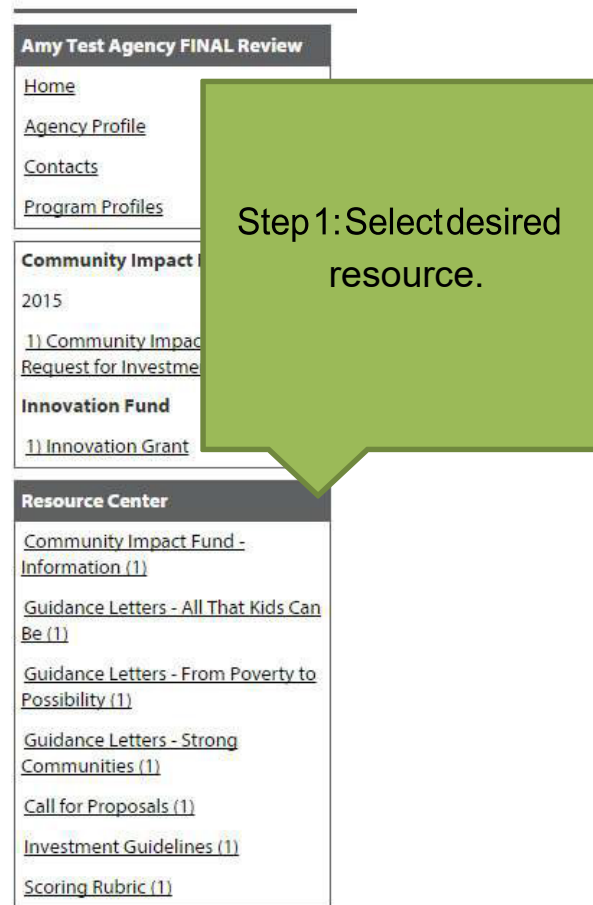 Amy Test Agency FINAL Review
Home
Agency Profile
Contacts
Program Profiles
Step 1: Select desired
resource.
Community Impact
2015
1) Community
Request for
Innovation Fund
1) Innovation Grant
Resource Center
Community Impact Fund -
Information (1)
Guidance Letters - All That Kids Can
Be (1)
Guidance Letters - From Poverty to
Possibility (1)
Guidance Letters - Strong
Communities (1)
Call for Proposals (1)
Investment Guidelines (1)
Scoring Rubric (1)